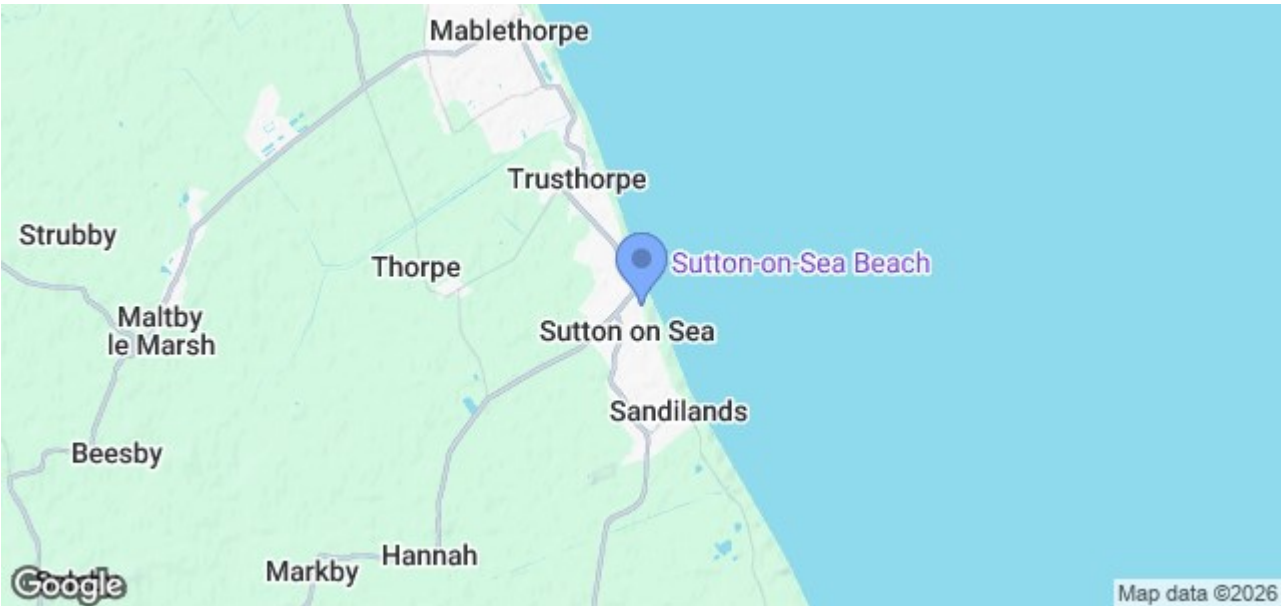 Mablethorpe
Trusthorpe
Strubby
Sutton-on-Sea Beach
Thorpe
Maltby
le Marsh
Sutton on Sea
Sandilands
Beesby
Hannah
Markby
Google
Map data ©2026